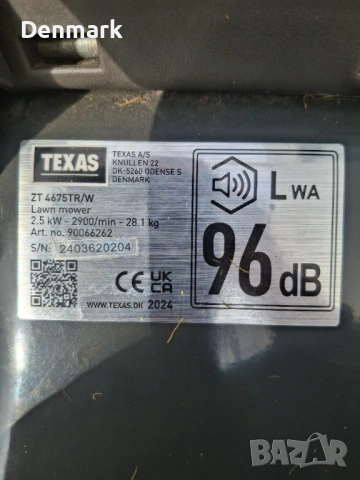 Denmark
TEXAS
TEXAS A/S
KNULLEN 22
DK-5260 ODENSE S
DENMARK
ZT 4675TR/W
Lawn mower
2.5 kW - 2900/min - 28.1 kg
Art. no. 90066262
S/N: 2403620204
CE UK CA
WWW.TEXAS.DK 2024
LWA
96 dB
BAZAR